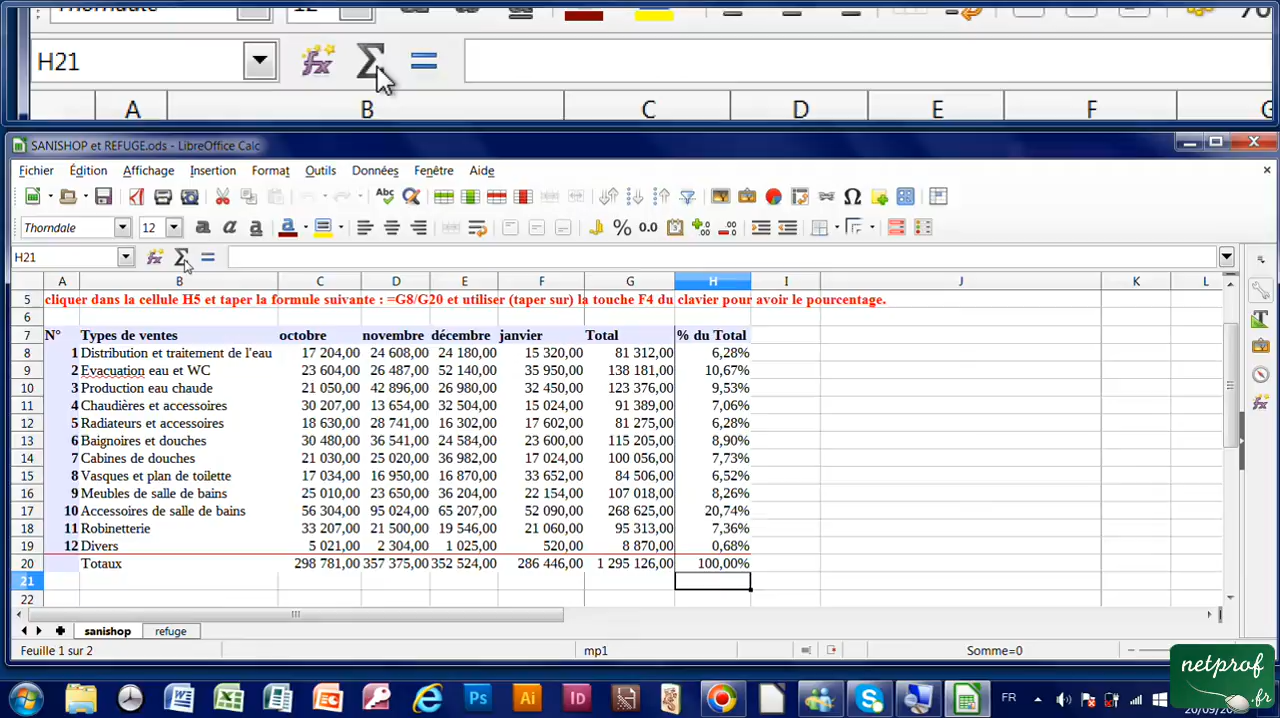 12
H21
A B C D E F
SANISHOP et REFUGE.ods - LibreOffice Calc
Fichier Édition Affichage Insertion Format Outils Données Fenêtre Aide
Thorndale 12
H21
A B C D E F G H I J K L
5 cliquer dans la cellule H5 et taper la formule suivante : =G8/G20 et utiliser (taper sur) la touche F4 du clavier pour avoir le pourcentage.
6
7 N° Types de ventes octobre novembre décembre janvier Total % du Total
8 1 Distribution et traitement de l'eau 17 204,00 24 608,00 24 180,00 15 320,00 81 312,00 6,28%
9 2 Evacuation eau et WC 23 604,00 26 487,00 52 140,00 35 950,00 138 181,00 10,67%
10 3 Production eau chaude 21 050,00 42 896,00 26 980,00 32 450,00 123 376,00 9,53%
11 4 Chaudières et accessoires 30 207,00 13 654,00 32 504,00 15 024,00 91 389,00 7,06%
12 5 Radiateurs et accessoires 18 630,00 28 741,00 16 302,00 17 602,00 81 275,00 6,28%
13 6 Baignoires et douches 30 480,00 36 541,00 24 584,00 23 600,00 115 205,00 8,90%
14 7 Cabines de douches 21 030,00 25 020,00 36 982,00 17 024,00 100 056,00 7,73%
15 8 Vasques et plan de toilette 17 034,00 16 950,00 16 870,00 33 652,00 84 506,00 6,52%
16 9 Meubles de salle de bains 25 010,00 23 650,00 36 204,00 22 154,00 107 018,00 8,26%
17 10 Accessoires de salle de bains 56 304,00 95 024,00 65 207,00 52 090,00 268 625,00 20,74%
18 11 Robinetterie 33 207,00 21 500,00 19 546,00 21 060,00 95 313,00 7,36%
19 12 Divers 5 021,00 2 304,00 1 025,00 520,00 8 870,00 0,68%
20 Totaux 298 781,00 357 375,00 352 524,00 286 446,00 1 295 126,00 100,00%
21
22
sanishop refuge
Feuille 1 sur 2 mp1 Somme=0
netprof
.fr
FR